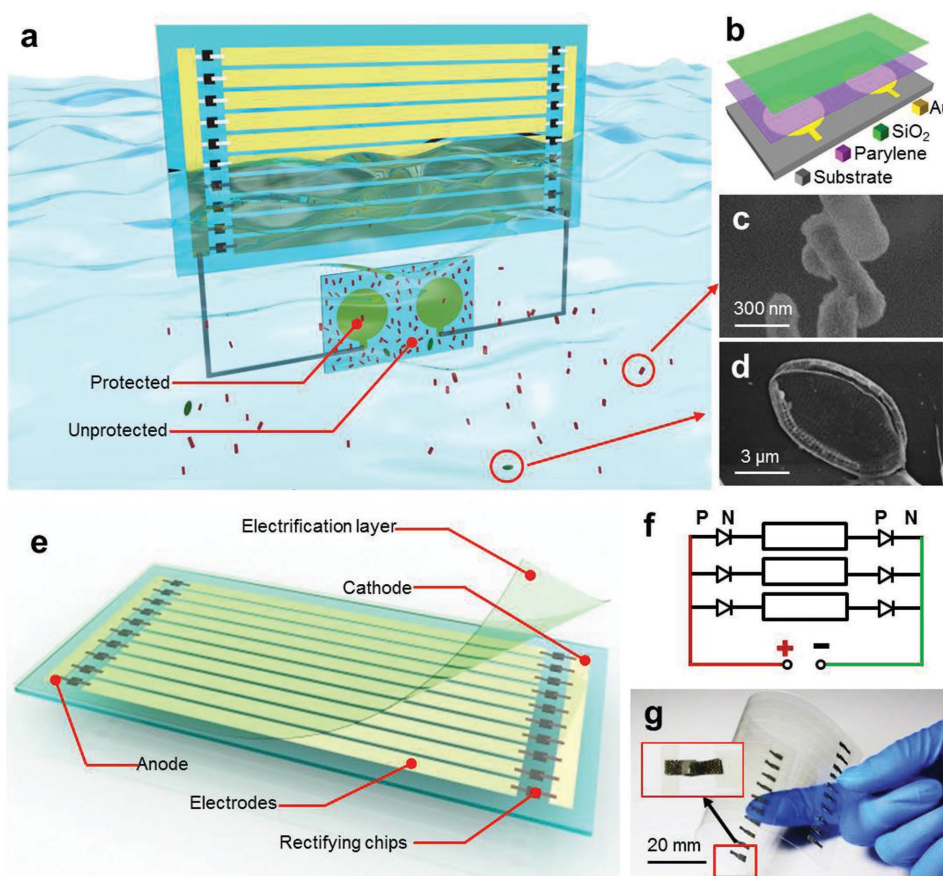 a
Protected
Unprotected
b
Au
SiO2
Parylene
Substrate
c
300 nm
d
3 µm
e
Electrification layer
Cathode
Anode
Electrodes
Rectifying chips
f
P N P N
+ -
g
20 mm